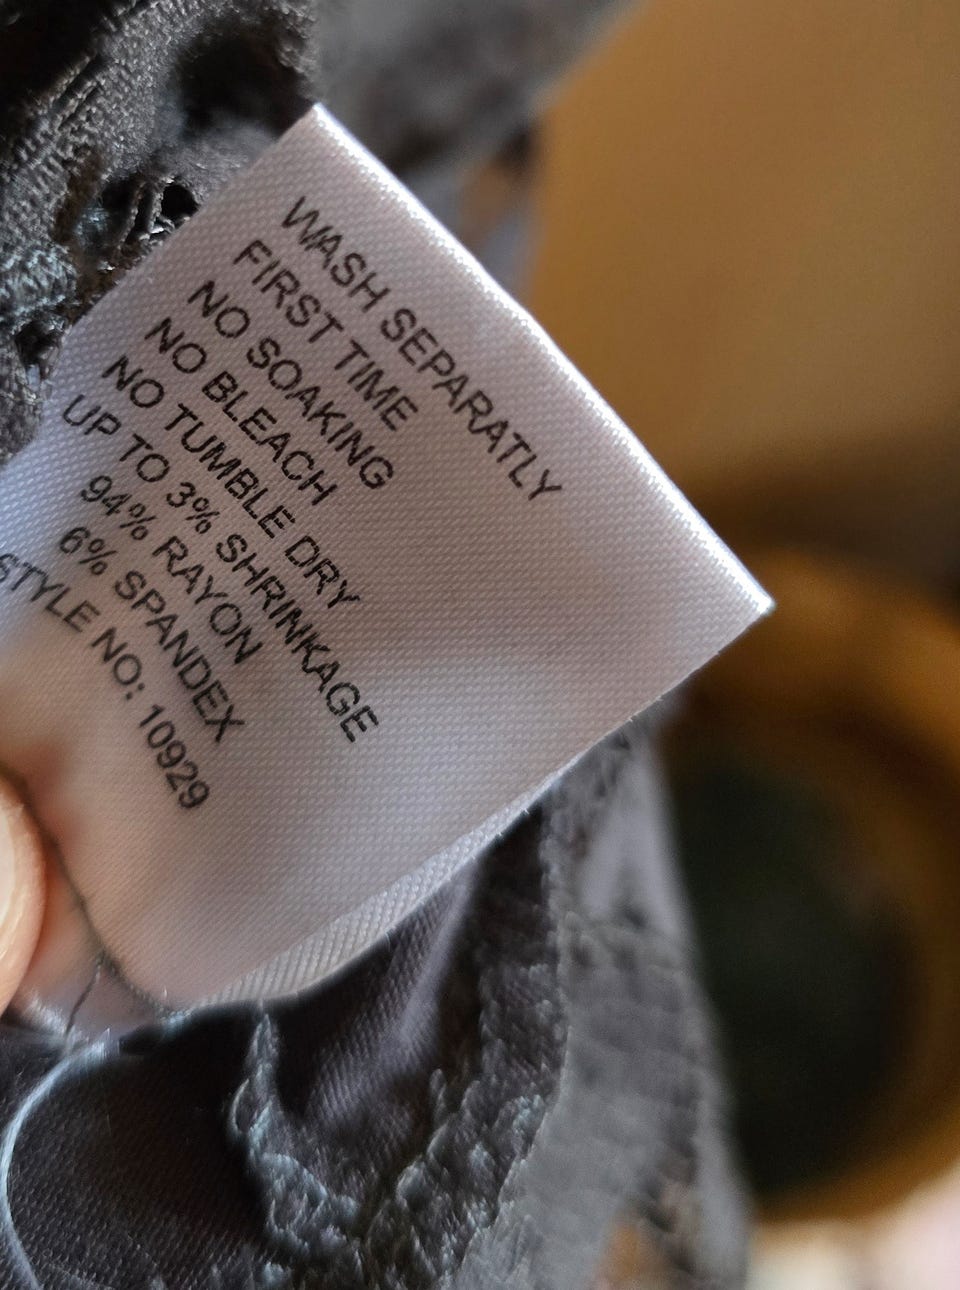 WASH SEPARATLY
FIRST TIME
NO SOAKING
NO BLEACH
NO TUMBLE DRY
UP TO 3% SHRINKAGE
94% RAYON
6% SPANDEX
STYLE NO: 10929